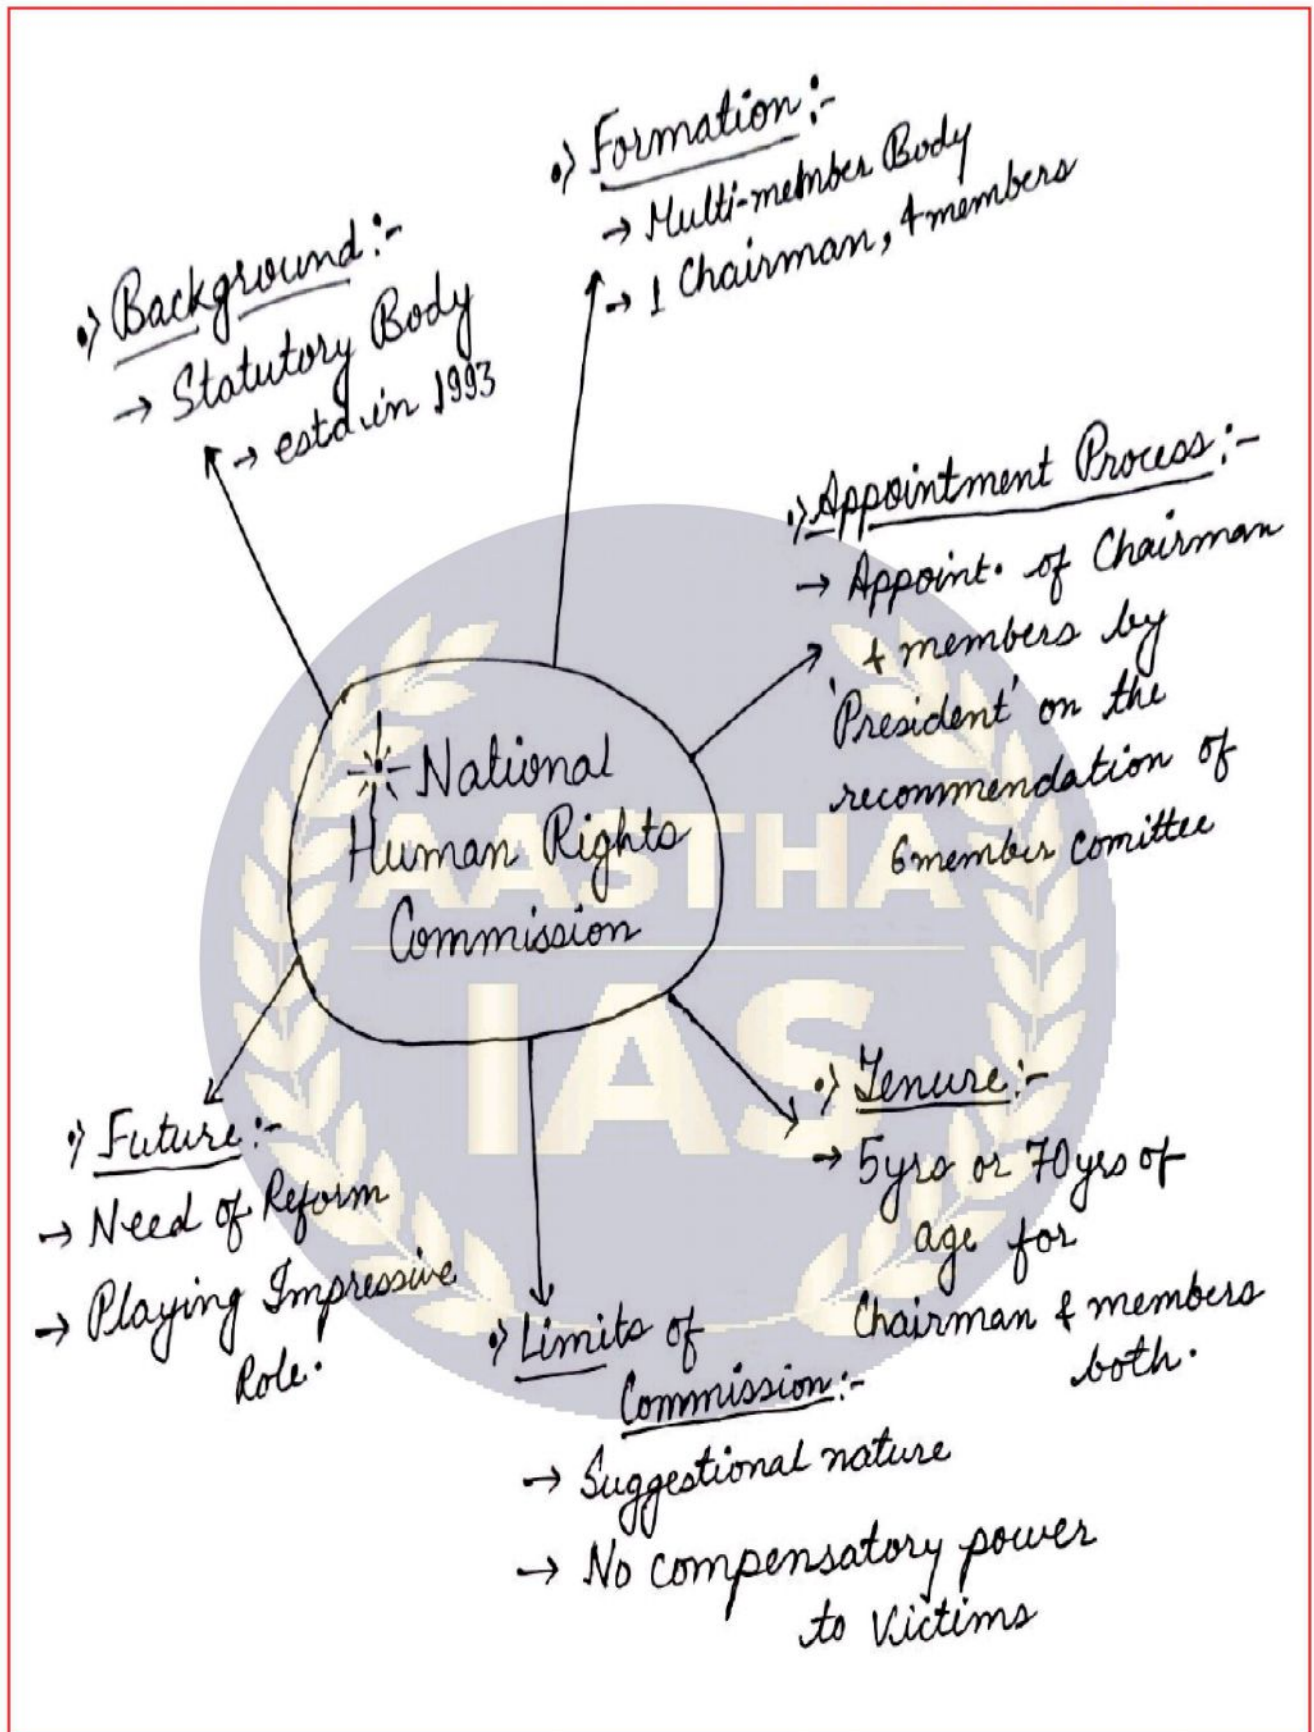 •) Background:-
→ Statutory Body
→ estd. in 1993
•) Formation:-
→ Multi-member Body
→ 1 Chairman, 4 members
•) Appointment Process:-
→ Appoint. of Chairman
& members by
'President' on the
recommendation of
6 member comittee
National
Human Rights
Commission
AASTHA
IAS
•) Tenure:-
→ 5yrs or 70yrs of
age for
Chairman & members
both.
•) Limits of
Commission:-
→ Suggestional nature
→ No compensatory power
to victims
•) Future:-
→ Need of Reform
→ Playing Impressive
Role.